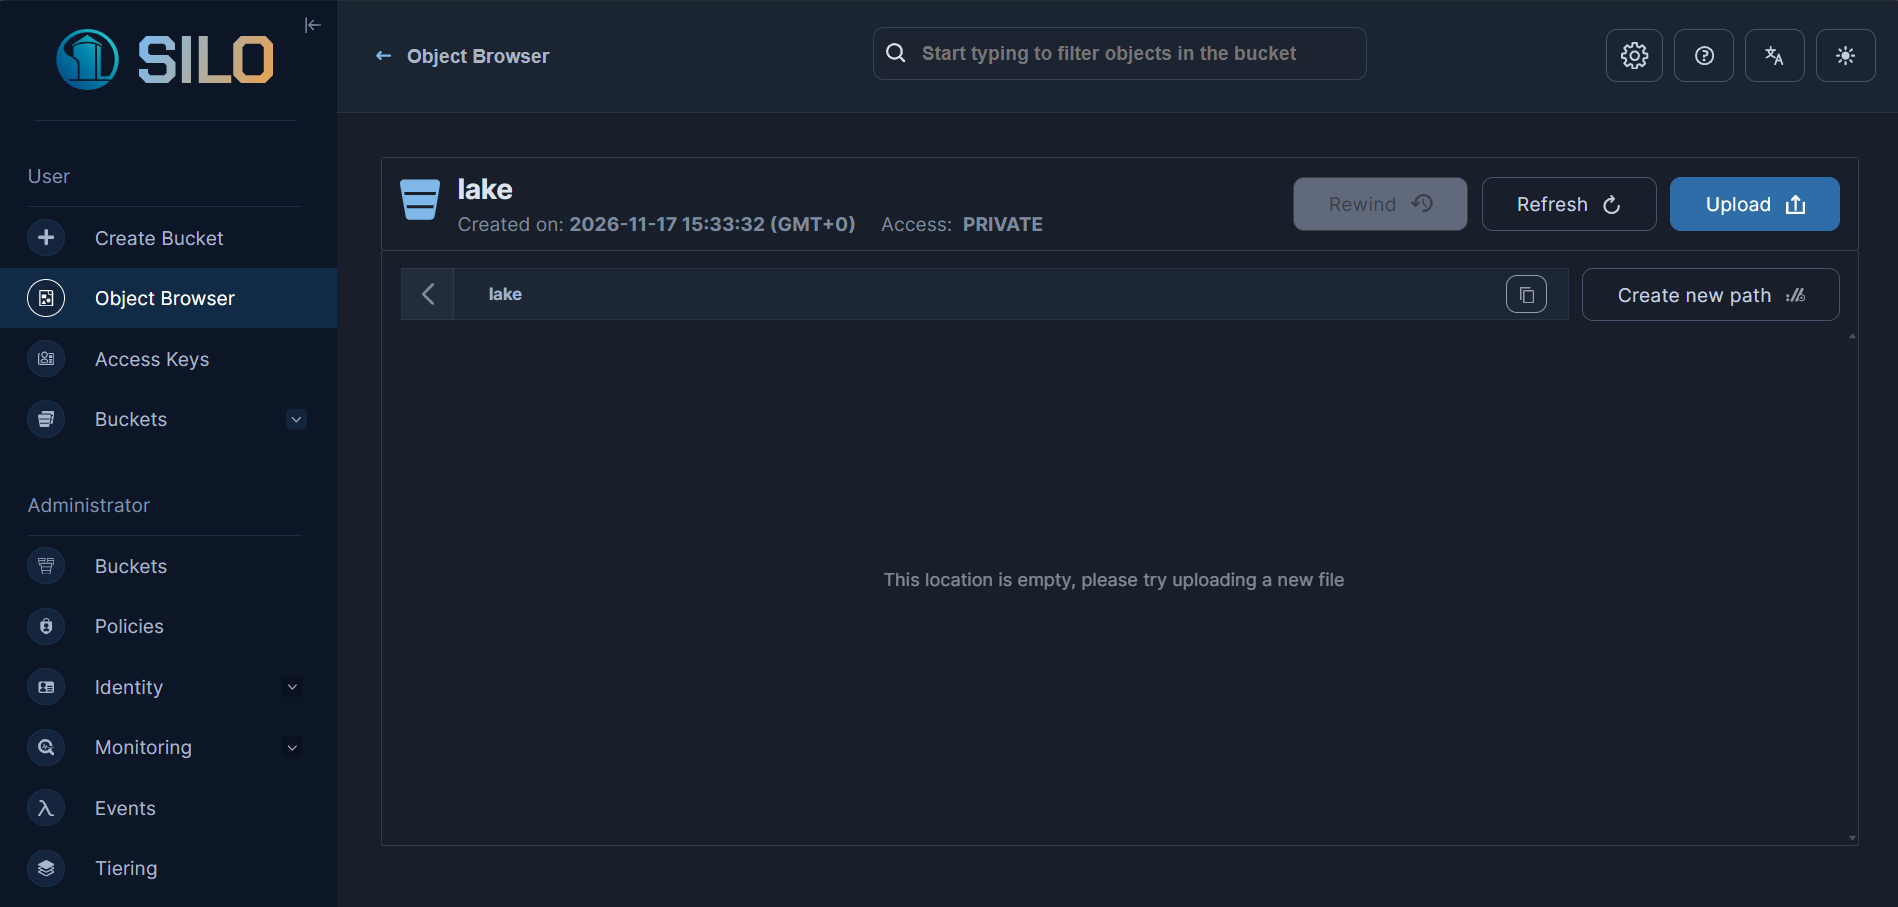 SILO
Object Browser
Start typing to filter objects in the bucket
User
Create Bucket
Object Browser
Access Keys
Buckets
Administrator
Buckets
Policies
Identity
Monitoring
Events
Tiering
lake
Created on: 2026-11-17 15:33:32 (GMT+0) Access: PRIVATE
Rewind
Refresh
Upload
lake
Create new path
This location is empty, please try uploading a new file